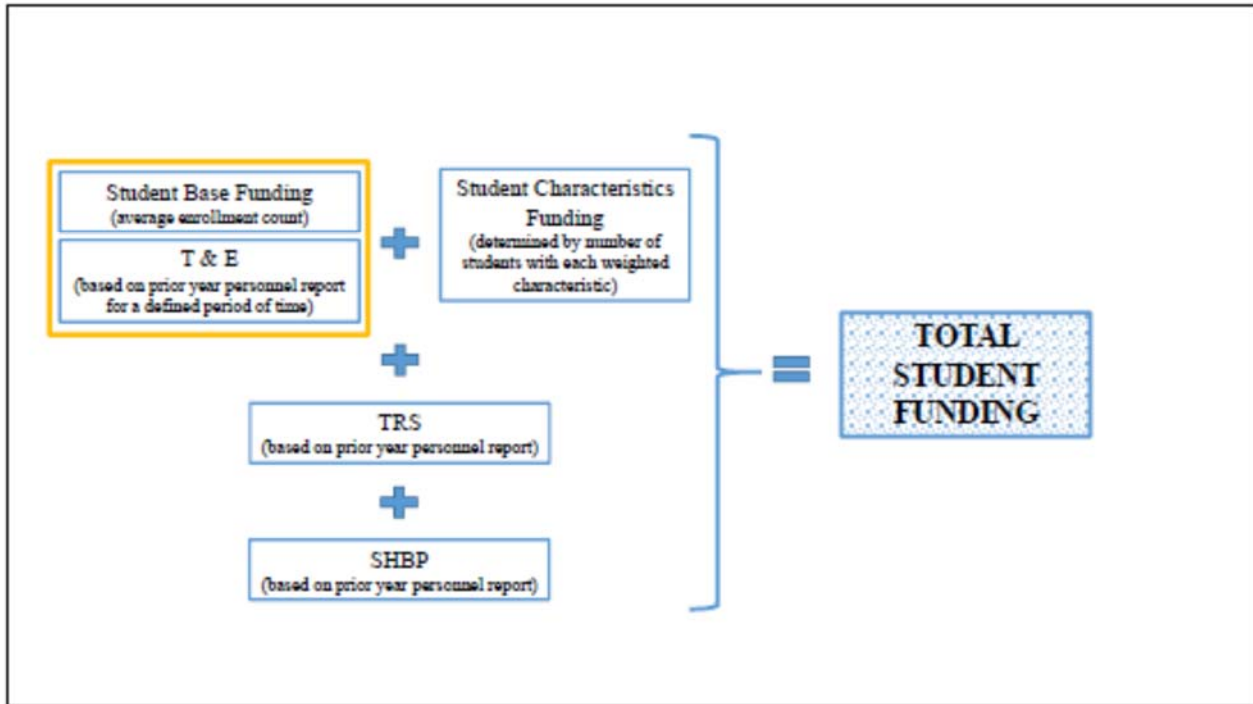 Student Base Funding
(average enrollment count)
T & E
(based on prior year personnel report
for a defined period of time)
Student Characteristics
Funding
(determined by number of
students with each weighted
characteristic)
TRS
(based on prior year personnel report)
SHBP
(based on prior year personnel report)
TOTAL
STUDENT
FUNDING